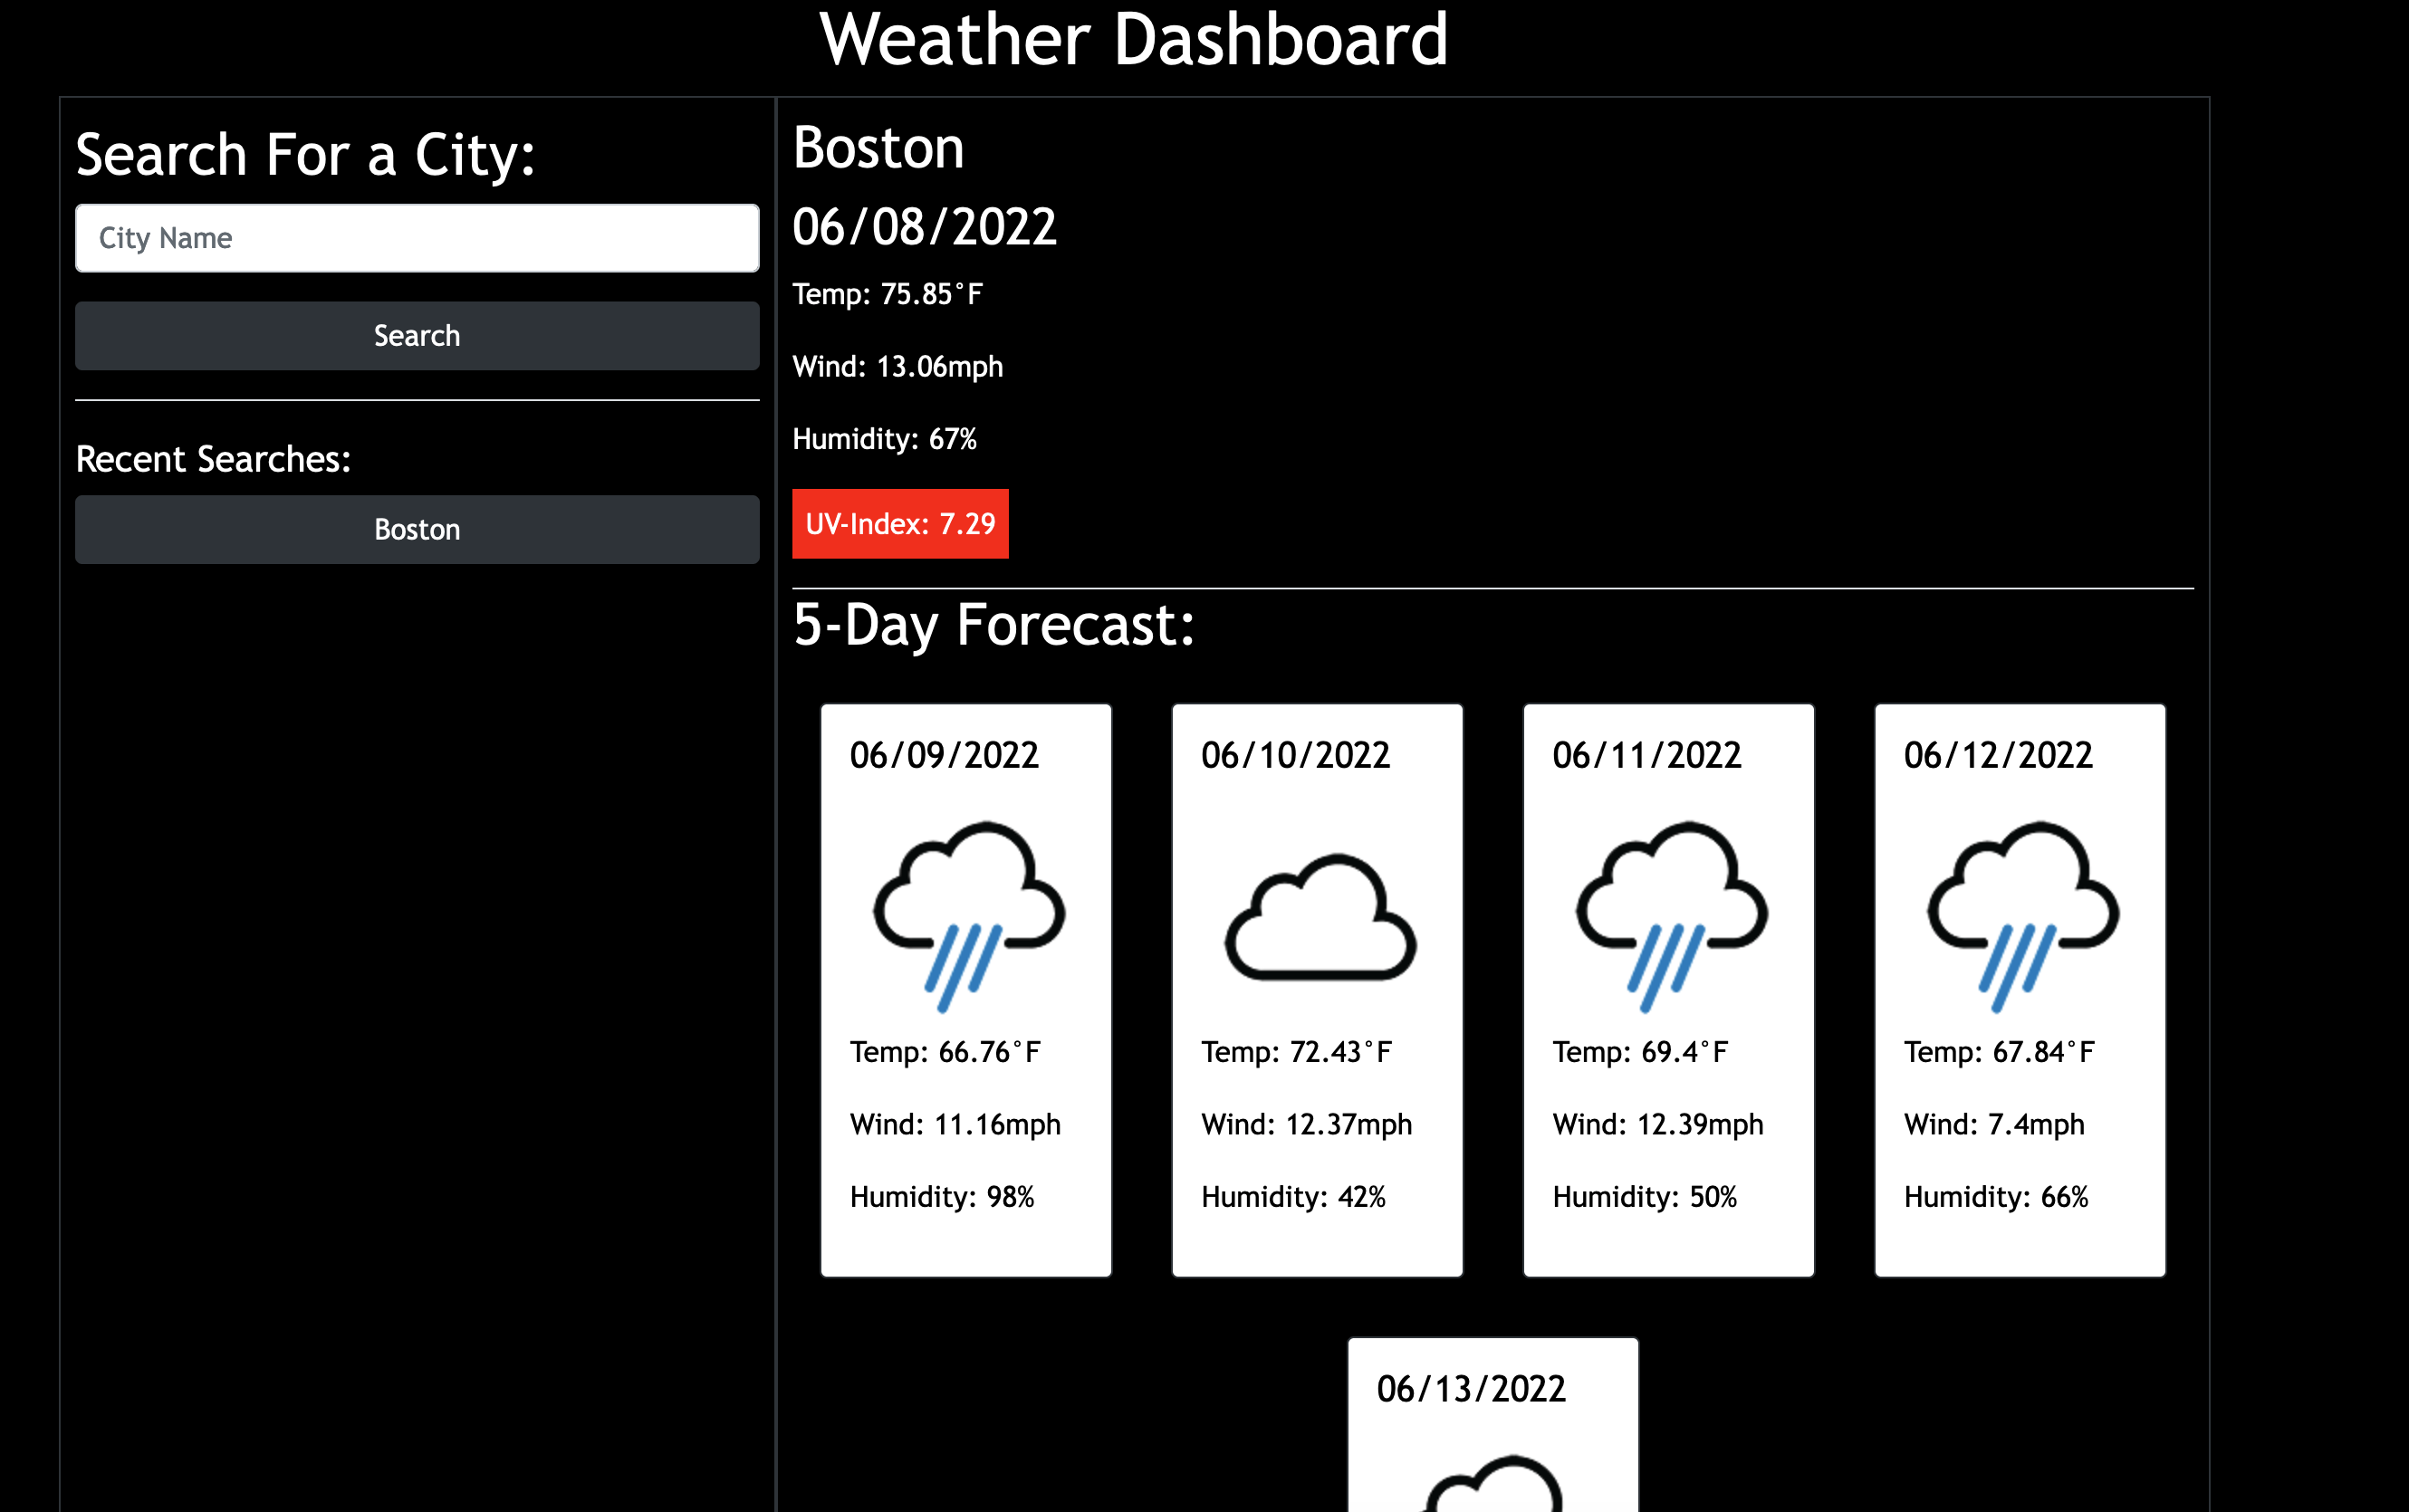 Weather Dashboard
Search For a City:
City Name
Search
Recent Searches:
Boston
Boston
06/08/2022
Temp: 75.85°F
Wind: 13.06mph
Humidity: 67%
UV-Index: 7.29
5-Day Forecast:
06/09/2022
Temp: 66.76°F
Wind: 11.16mph
Humidity: 98%
06/10/2022
Temp: 72.43°F
Wind: 12.37mph
Humidity: 42%
06/11/2022
Temp: 69.4°F
Wind: 12.39mph
Humidity: 50%
06/12/2022
Temp: 67.84°F
Wind: 7.4mph
Humidity: 66%
06/13/2022